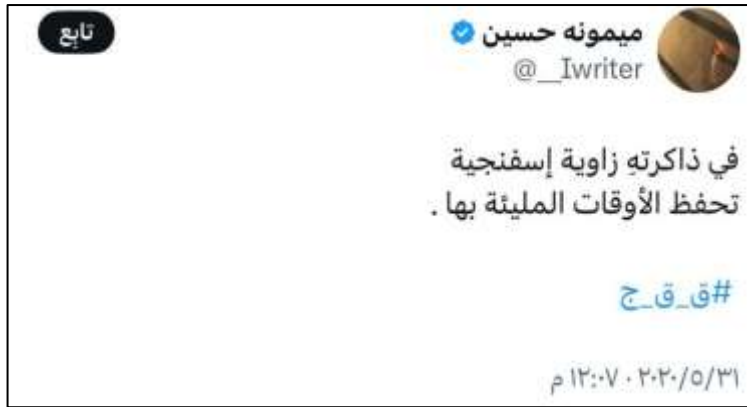 ميمونه حسين
تابع
@__Iwriter
في ذاكرتهِ زاوية إسفنجية
تحفظ الأوقات المليئة بها .
#ق_ق_ج
٢٠٢٠/٥/٣١ · ١٢:٠٧ م